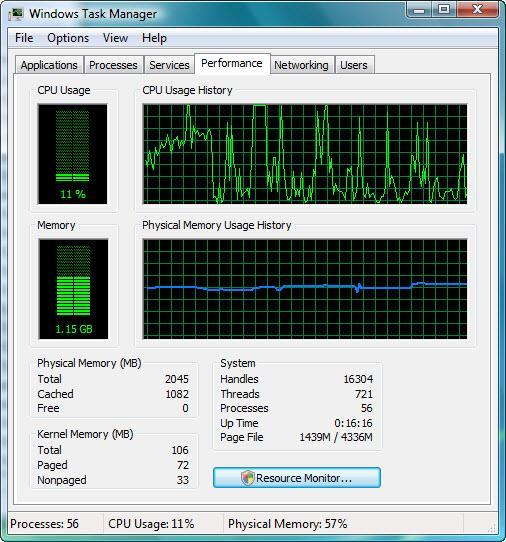 Windows Task Manager
File Options View Help
Applications Processes Services Performance Networking Users
CPU Usage CPU Usage History
11 %
Memory Physical Memory Usage History
1.15 GB
Physical Memory (MB)
Total 2045
Cached 1082
Free 0
System
Handles 16304
Threads 721
Processes 56
Up Time 0:16:16
Page File 1439M / 4336M
Kernel Memory (MB)
Total 106
Paged 72
Nonpaged 33
Resource Monitor...
Processes: 56 CPU Usage: 11% Physical Memory: 57%